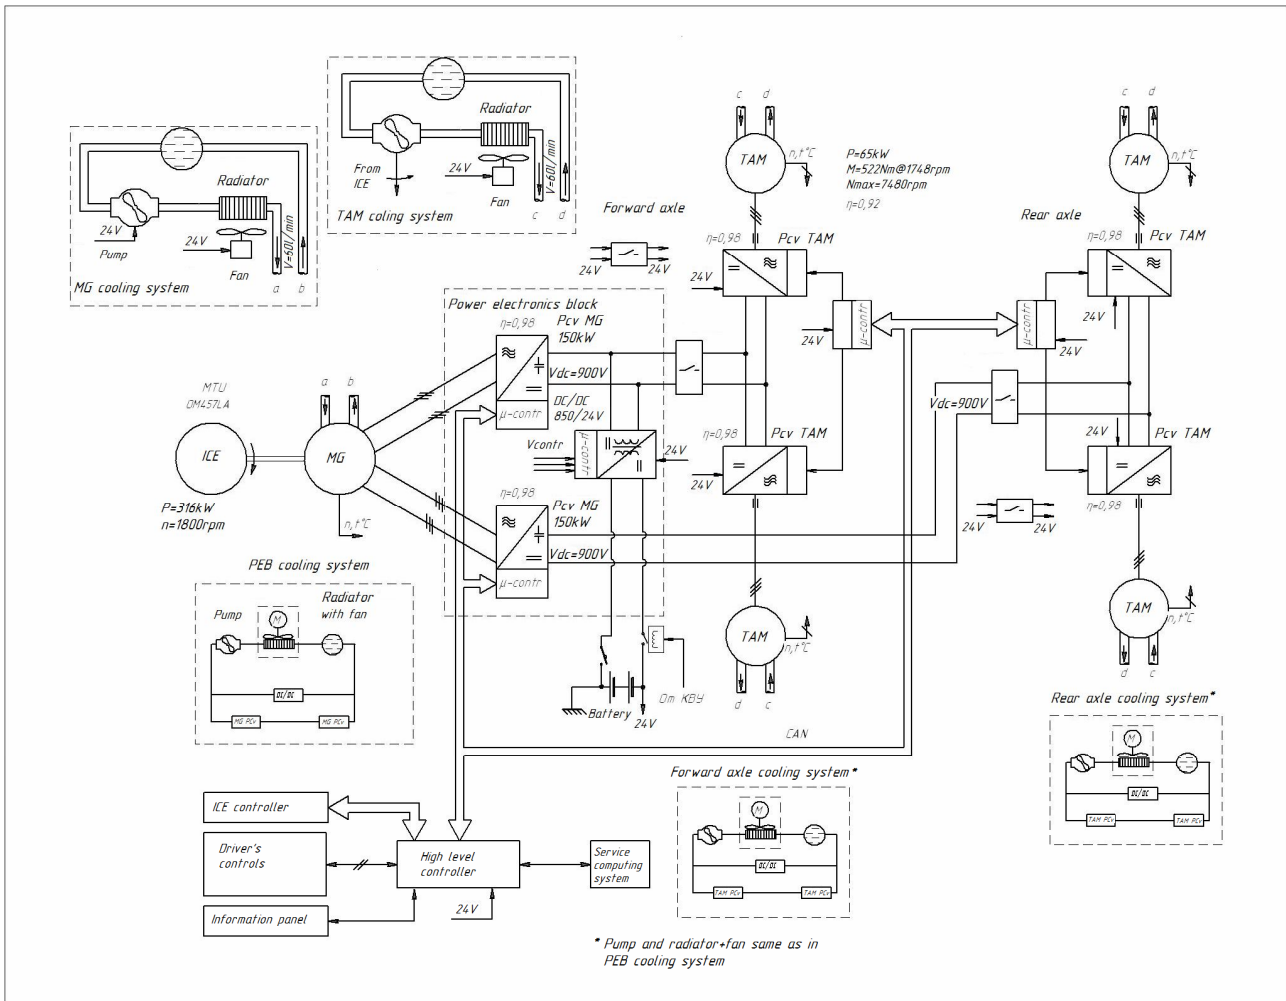 TAM coling system
Radiator
From
ICE
24V
Fan
V=60l/min
c
d
MG cooling system
Radiator
24V
Pump
24V
Fan
V=60l/min
a
b
Forward axle
24V
24V
c
d
TAM
n,t°C
P=65kW
M=522Nm@1748rpm
Nmax=7480rpm
η=0,92
η=0,98
Pcv TAM
24V
μ-contr
24V
η=0,98
Pcv TAM
24V
TAM
n,t°C
d
c
Rear axle
c
d
TAM
n,t°C
η=0,98
Pcv TAM
24V
μ-contr
24V
Vdc=900V
24V
Pcv TAM
η=0,98
24V
24V
TAM
n,t°C
d
c
Power electronics block
η=0,98
Pcv MG
150kW
Vdc=900V
μ-contr
DC/DC
850/24V
Vcontr
μ-contr
24V
η=0,98
Pcv MG
150kW
Vdc=900V
μ-contr
MTU
OM457LA
ICE
P=316kW
n=1800rpm
a
b
MG
n,t°C
Battery
24V
От КВУ
CAN
PEB cooling system
Pump
Radiator
with fan
M
DC/DC
MG PCv
MG PCv
ICE controller
Driver's
controls
Information panel
High level
controller
24V
Service
computing
system
Forward axle cooling system*
M
DC/DC
TAM PCv
TAM PCv
Rear axle cooling system*
M
DC/DC
TAM PCv
TAM PCv
* Pump and radiator+fan same as in
PEB cooling system